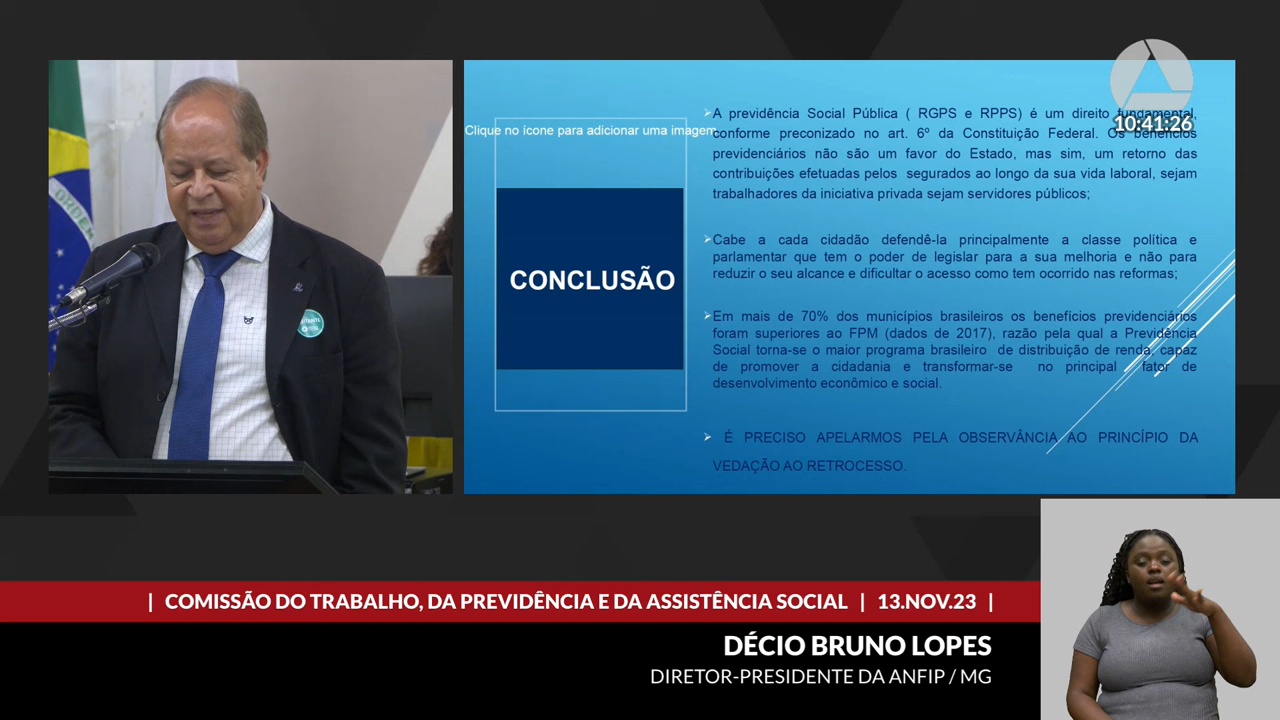 ORDEM
10:41:26
Clique no ícone para adicionar uma imagem
CONCLUSÃO
A previdência Social Pública ( RGPS e RPPS) é um direito fundamental,
conforme preconizado no art. 6º da Constituição Federal. Os benefícios
previdenciários não são um favor do Estado, mas sim, um retorno das
contribuições efetuadas pelos segurados ao longo da sua vida laboral, sejam
trabalhadores da iniciativa privada sejam servidores públicos;
Cabe a cada cidadão defendê-la principalmente a classe política e
parlamentar que tem o poder de legislar para a sua melhoria e não para
reduzir o seu alcance e dificultar o acesso como tem ocorrido nas reformas;
Em mais de 70% dos municípios brasileiros os benefícios previdenciários
foram superiores ao FPM (dados de 2017), razão pela qual a Previdência
Social torna-se o maior programa brasileiro de distribuição de renda, capaz
de promover a cidadania e transformar-se no principal fator de
desenvolvimento econômico e social.
É PRECISO APELARMOS PELA OBSERVÂNCIA AO PRINCÍPIO DA
VEDAÇÃO AO RETROCESSO.
| COMISSÃO DO TRABALHO, DA PREVIDÊNCIA E DA ASSISTÊNCIA SOCIAL | 13.NOV.23 |
DÉCIO BRUNO LOPES
DIRETOR-PRESIDENTE DA ANFIP / MG